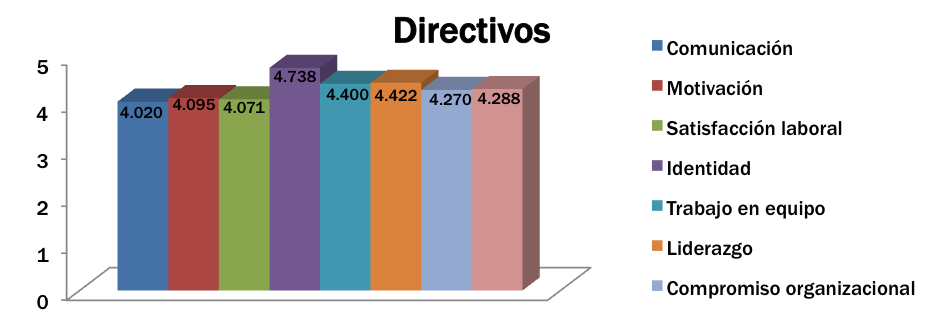 Directivos
5
4
3
2
1
0
4.020
4.095
4.071
4.738
4.400
4.422
4.270
4.288
Comunicación
Motivación
Satisfacción laboral
Identidad
Trabajo en equipo
Liderazgo
Compromiso organizacional